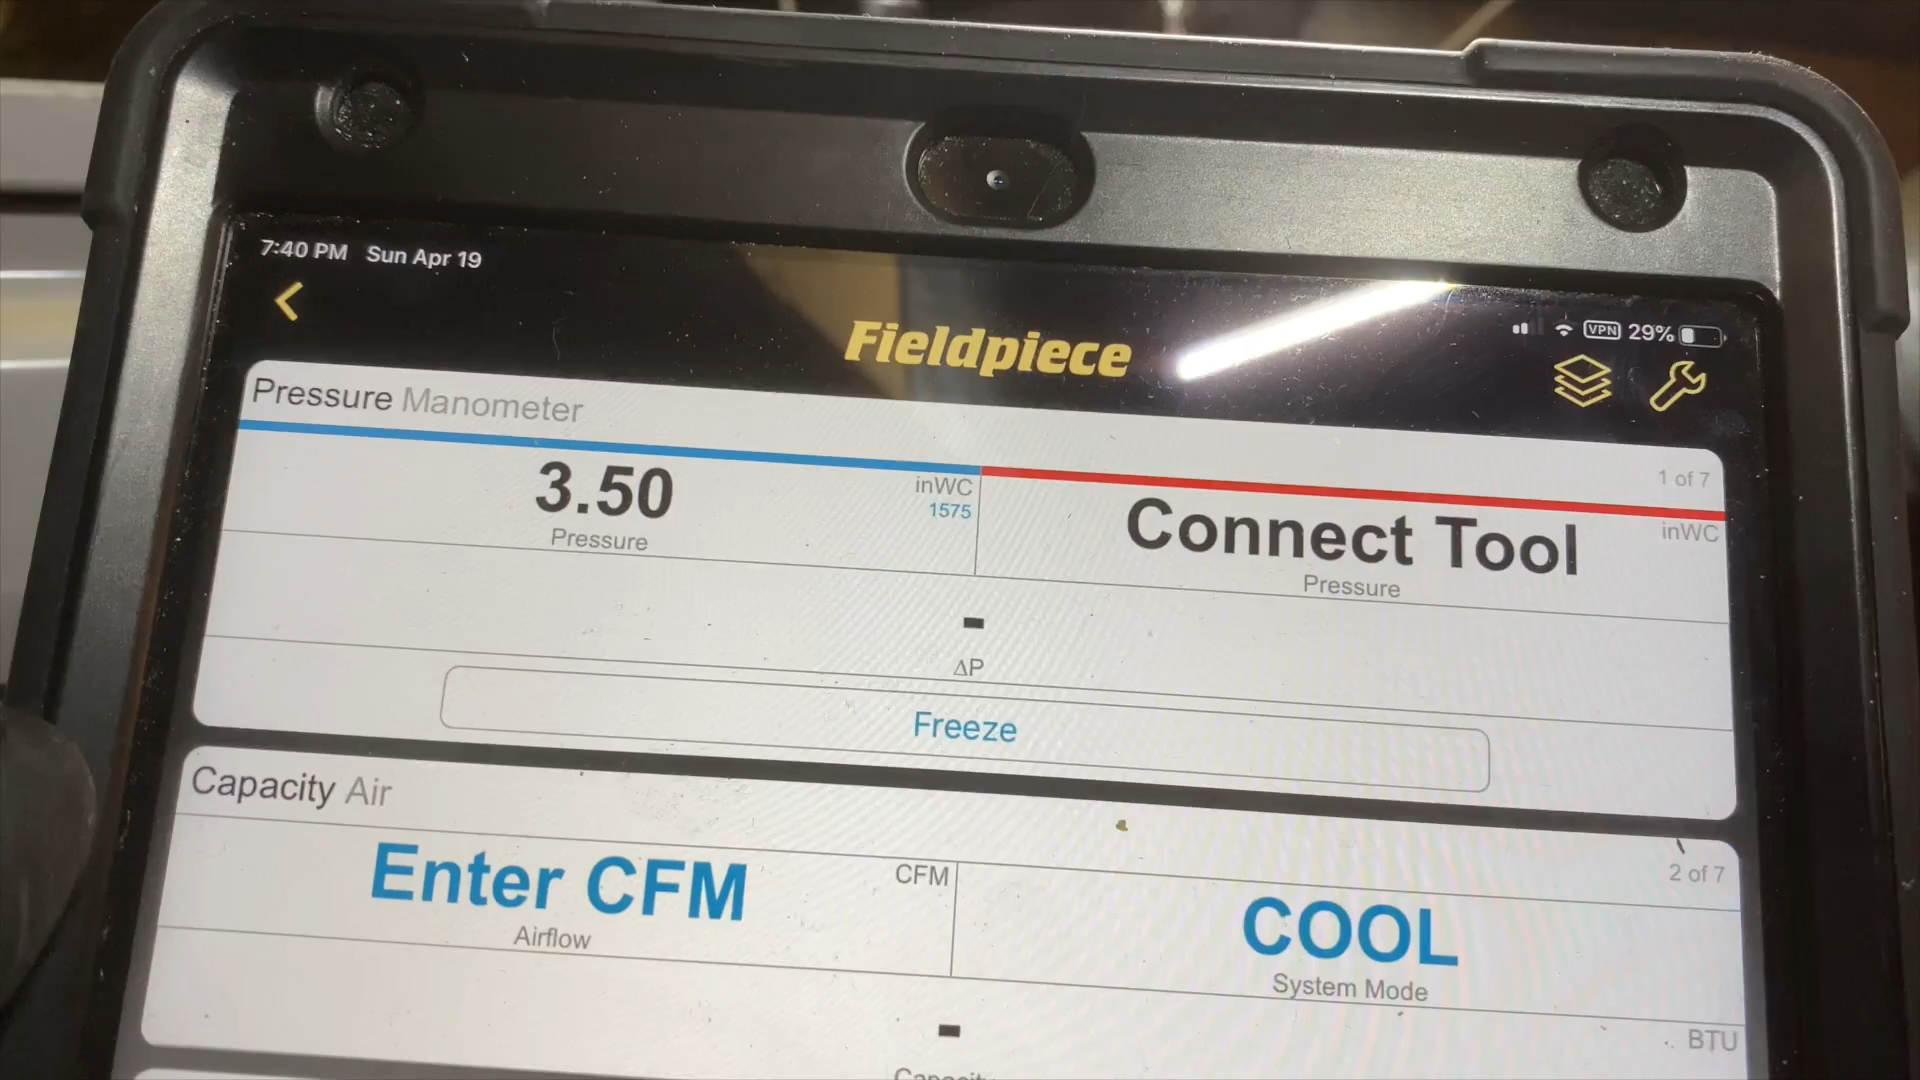 7:40 PM Sun Apr 19
VPN 29%
Fieldpiece
Pressure Manometer
1 of 7
3.50
inWC
1575
Pressure
Connect Tool
inWC
Pressure
-
ΔP
Freeze
Capacity Air
2 of 7
Enter CFM
CFM
Airflow
COOL
System Mode
-
BTU